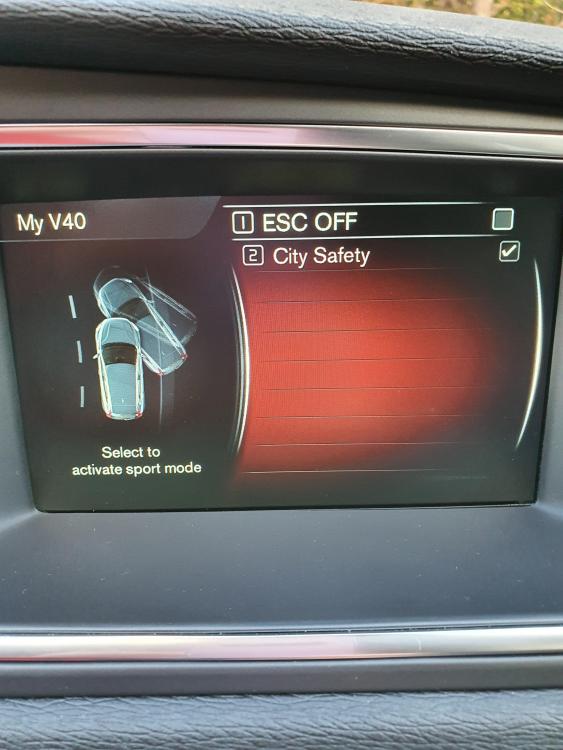 My V40
1 ESC OFF
2 City Safety
Select to
activate sport mode